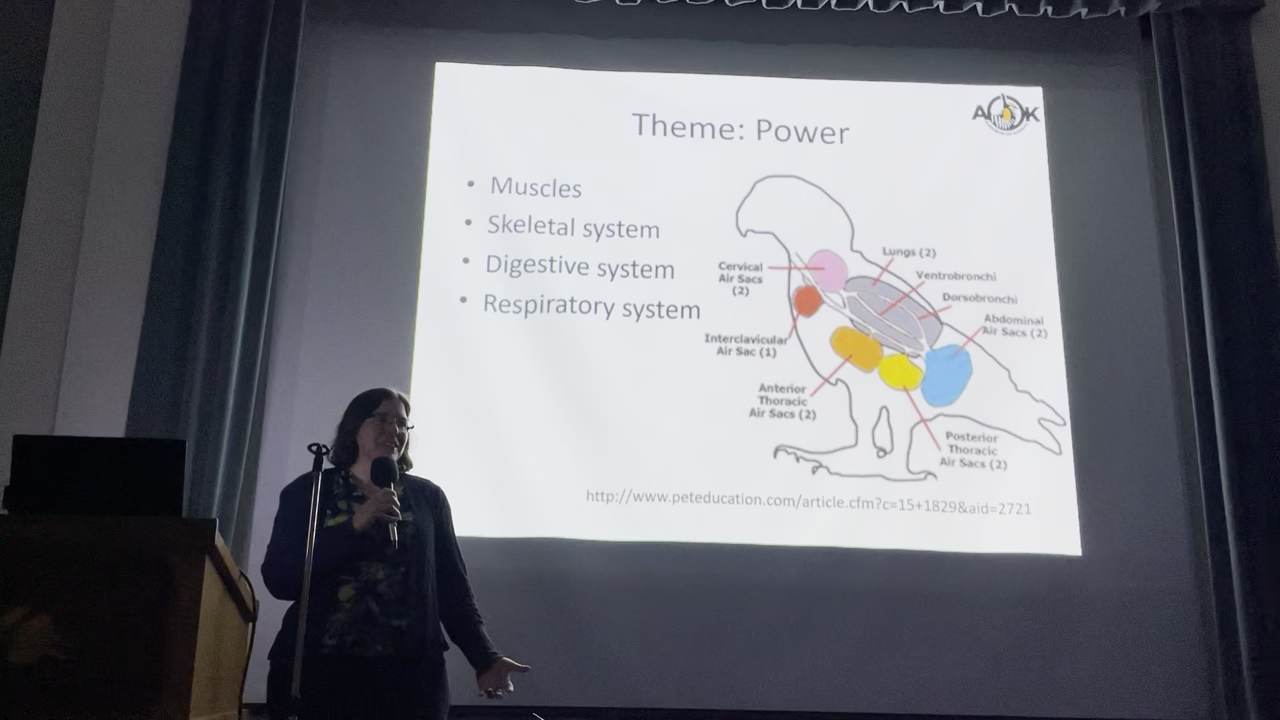 AOK
Theme: Power
• Muscles
• Skeletal system
• Digestive system
• Respiratory system
Lungs (2)
Cervical
Air Sacs
(2)
Ventrobronchi
Dorsobronchi
Abdominal
Air Sacs (2)
Interclavicular
Air Sac (1)
Anterior
Thoracic
Air Sacs (2)
Posterior
Thoracic
Air Sacs (2)
http://www.peteducation.com/article.cfm?c=15+1829&aid=2721